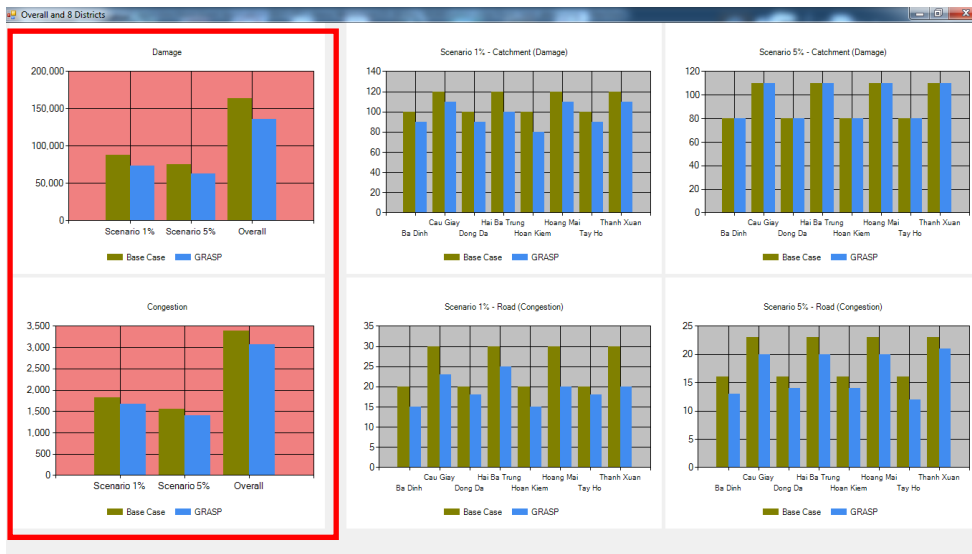 Overall and 8 Districts
Damage
200,000
150,000
100,000
50,000
0
Scenario 1% Scenario 5% Overall
Base Case GRASP
Scenario 1% - Catchment (Damage)
140
120
100
80
60
40
20
0
Cau Giay Hai Ba Trung Hoang Mai Thanh Xuan
Ba Dinh Dong Da Hoan Kiem Tay Ho
Base Case GRASP
Scenario 5% - Catchment (Damage)
120
100
80
60
40
20
0
Cau Giay Hai Ba Trung Hoang Mai Thanh Xuan
Ba Dinh Dong Da Hoan Kiem Tay Ho
Base Case GRASP
Congestion
3,500
3,000
2,500
2,000
1,500
1,000
500
0
Scenario 1% Scenario 5% Overall
Base Case GRASP
Scenario 1% - Road (Congestion)
35
30
25
20
15
10
5
0
Cau Giay Hai Ba Trung Hoang Mai Thanh Xuan
Ba Dinh Dong Da Hoan Kiem Tay Ho
Base Case GRASP
Scenario 5% - Road (Congestion)
25
20
15
10
5
0
Cau Giay Hai Ba Trung Hoang Mai Thanh Xuan
Ba Dinh Dong Da Hoan Kiem Tay Ho
Base Case GRASP